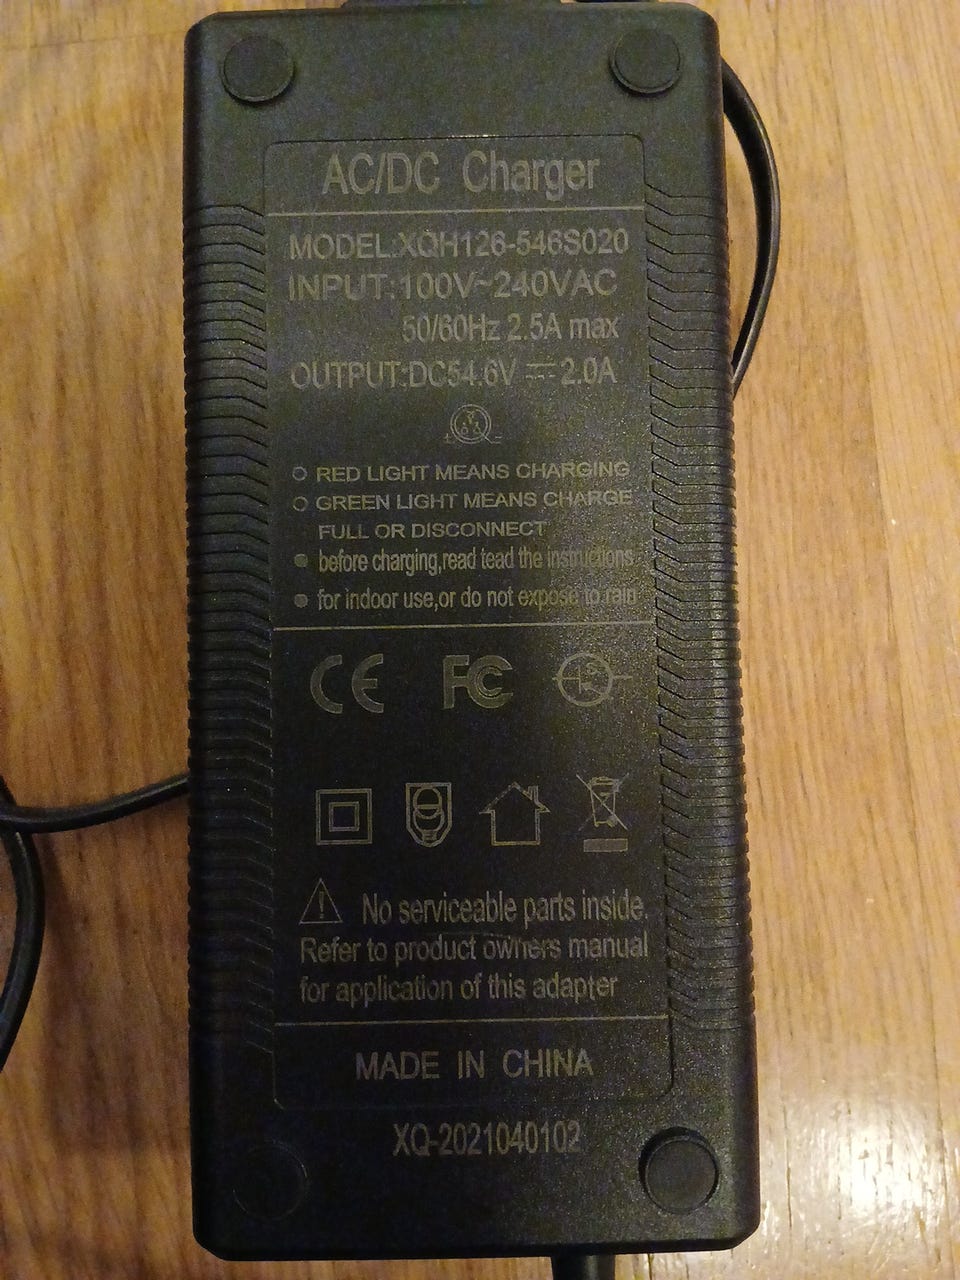 AC/DC Charger
MODEL:XQH126-546S020
INPUT:100V~240VAC
50/60Hz 2.5A max
OUTPUT:DC54.6V ⎓ 2.0A
RED LIGHT MEANS CHARGING
GREEN LIGHT MEANS CHARGE
FULL OR DISCONNECT
before charging,read tead the instructions
for indoor use,or do not expose to rain
CE FC
No serviceable parts inside.
Refer to product owners manual
for application of this adapter
MADE IN CHINA
XQ-2021040102